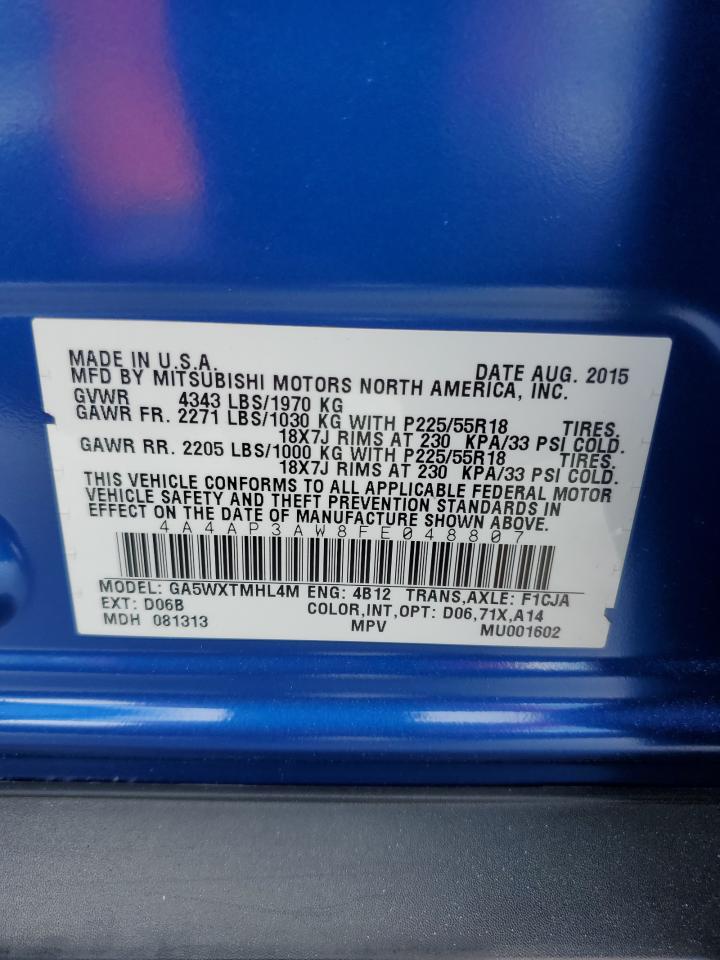 MADE IN U.S.A. DATE AUG. 2015
MFD BY MITSUBISHI MOTORS NORTH AMERICA, INC.
GVWR 4343 LBS/1970 KG
GAWR FR. 2271 LBS/1030 KG WITH P225/55R18 TIRES.
18X7J RIMS AT 230 KPA/33 PSI COLD.
GAWR RR. 2205 LBS/1000 KG WITH P225/55R18 TIRES.
18X7J RIMS AT 230 KPA/33 PSI COLD.
THIS VEHICLE CONFORMS TO ALL APPLICABLE FEDERAL MOTOR
VEHICLE SAFETY AND THEFT PREVENTION STANDARDS IN
EFFECT ON THE DATE OF MANUFACTURE SHOWN ABOVE.
4A4AP3AW8FE048807
MODEL: GA5WXTMHL4M ENG: 4B12 TRANS,AXLE: F1CJA
EXT: D06B COLOR,INT,OPT: D06,71X,A14
MDH 081313 MPV MU001602